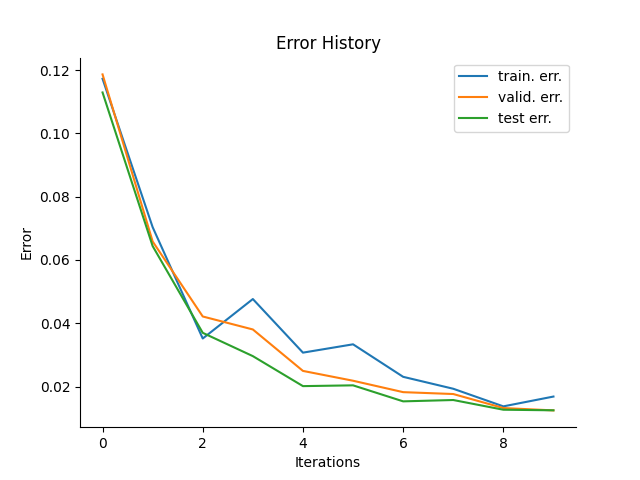 Error History
train. err.
valid. err.
test err.
0.12
0.10
0.08
0.06
0.04
0.02
Error
0 2 4 6 8
Iterations